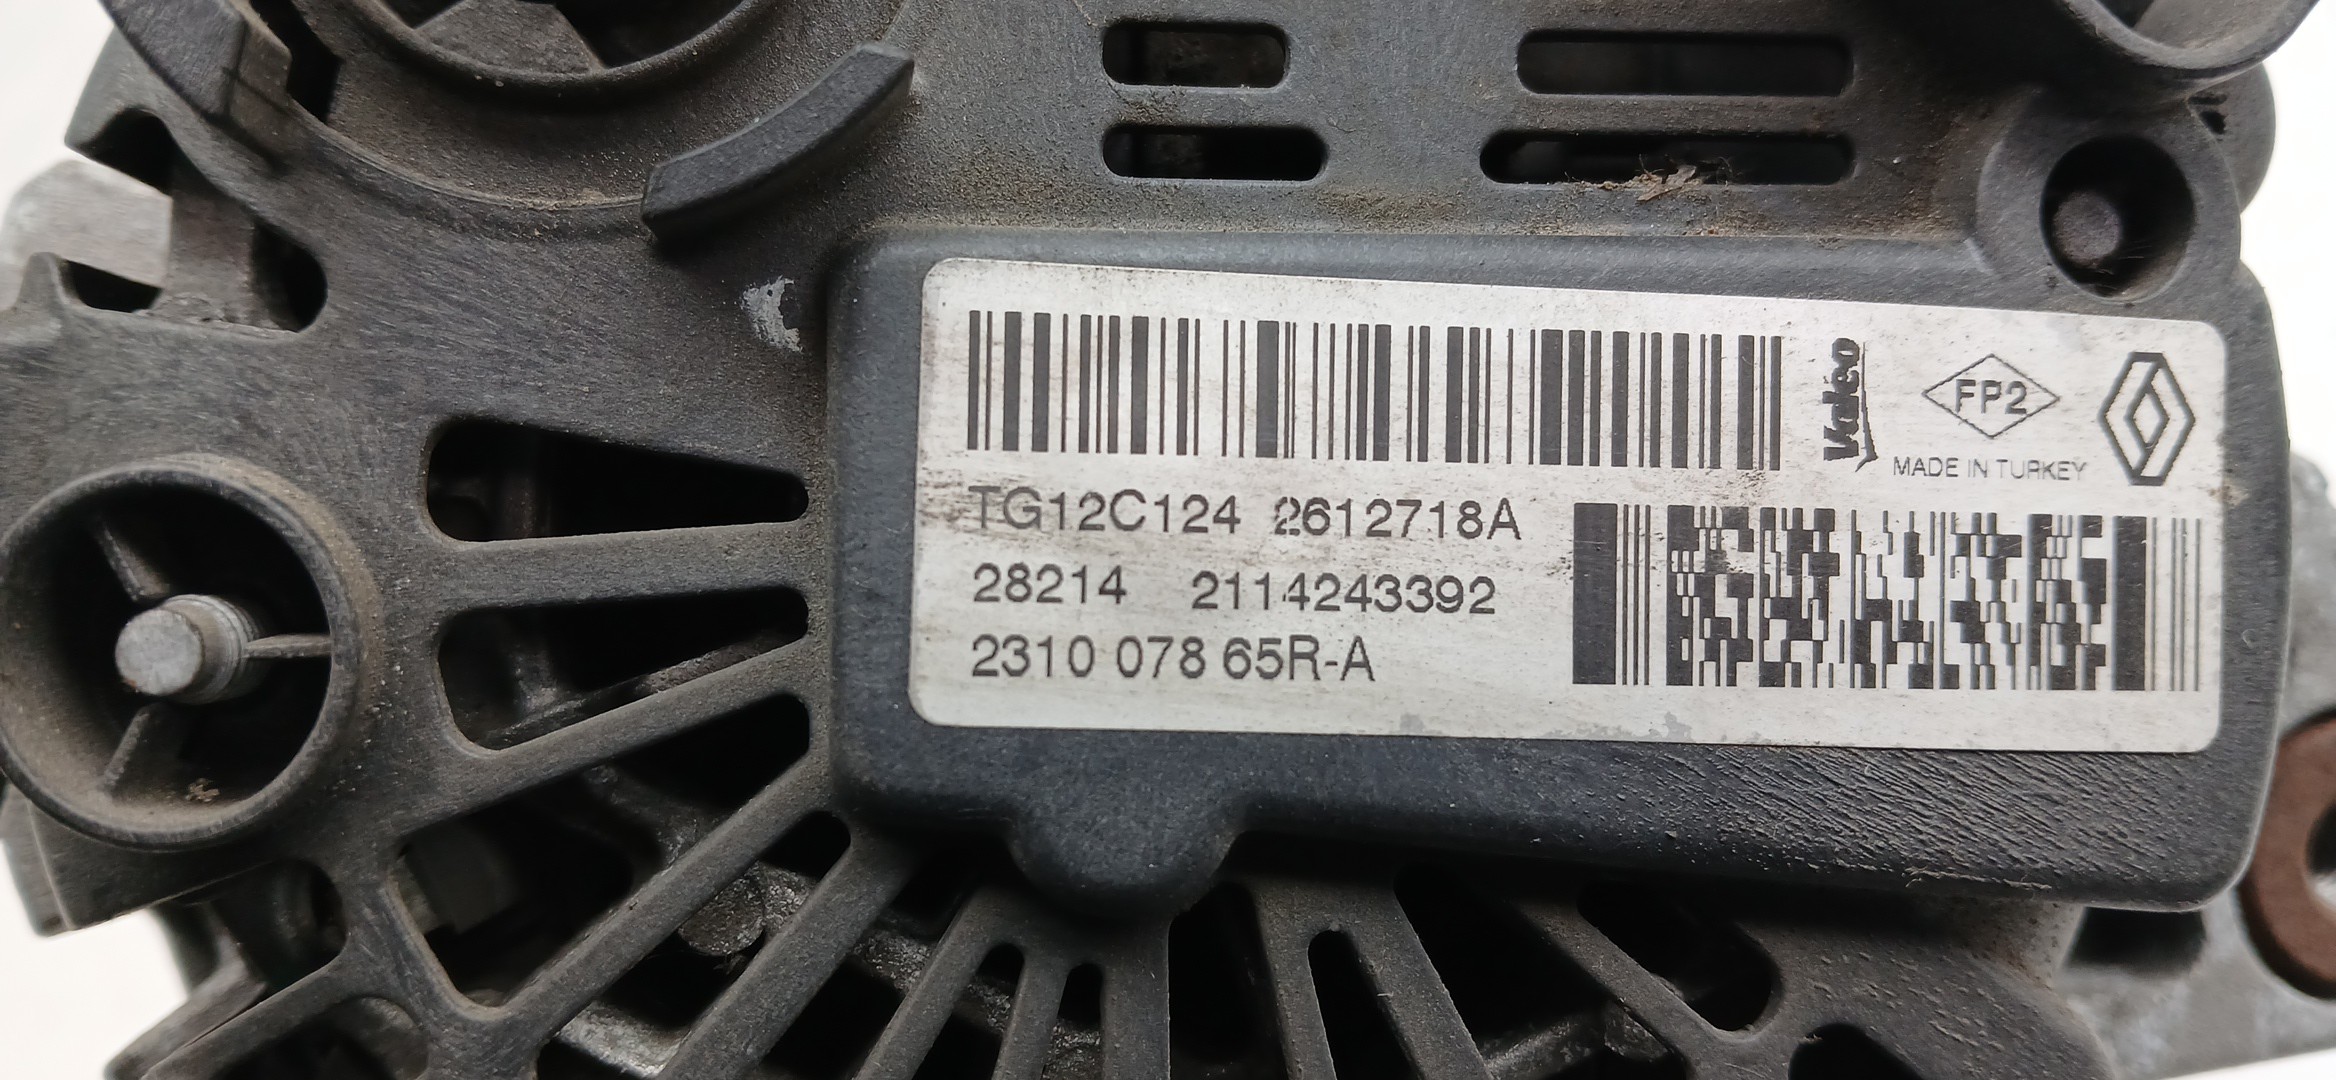 Valeo
FP2
MADE IN TURKEY
TG12C124 2612718A
28214 2114243392
2310 078 65R-A